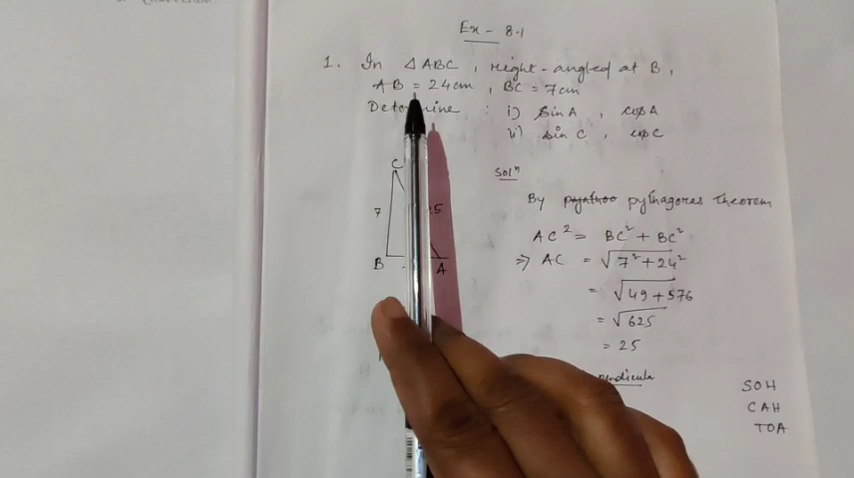 Ex - 8.1
1. In △ABC, right-angled at B,
AB = 24cm, BC = 7cm
Determine : i) sin A, cos A
ii) sin C, cos C
C
7
B
A
Solⁿ
By pythagoras Theorem
AC² = BC² + BC²
⇒ AC = √7² + 24²
= √49 + 576
= √625
= 25
SOH
CAH
TOA